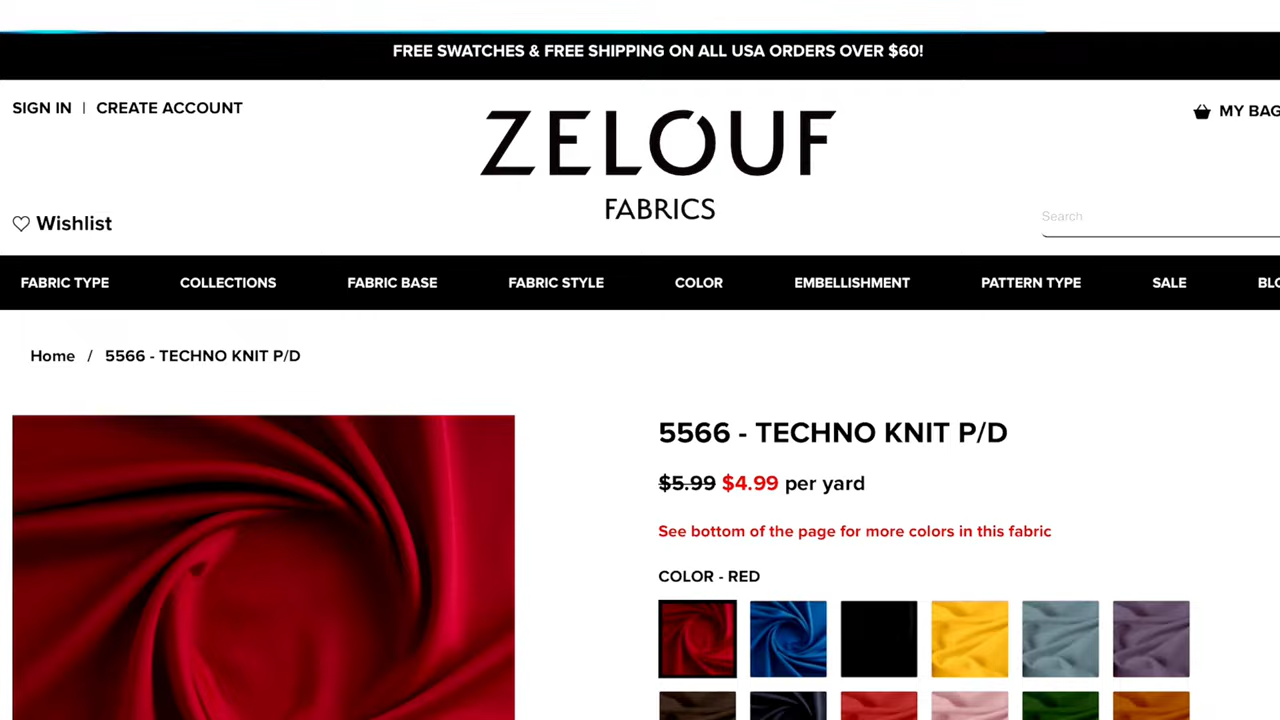 FREE SWATCHES & FREE SHIPPING ON ALL USA ORDERS OVER $60!
SIGN IN | CREATE ACCOUNT
MY BAG
ZELOUF
FABRICS
Wishlist
Search
FABRIC TYPE COLLECTIONS FABRIC BASE FABRIC STYLE COLOR EMBELLISHMENT PATTERN TYPE SALE
Home / 5566 - TECHNO KNIT P/D
5566 - TECHNO KNIT P/D
$5.99 $4.99 per yard
See bottom of the page for more colors in this fabric
COLOR - RED